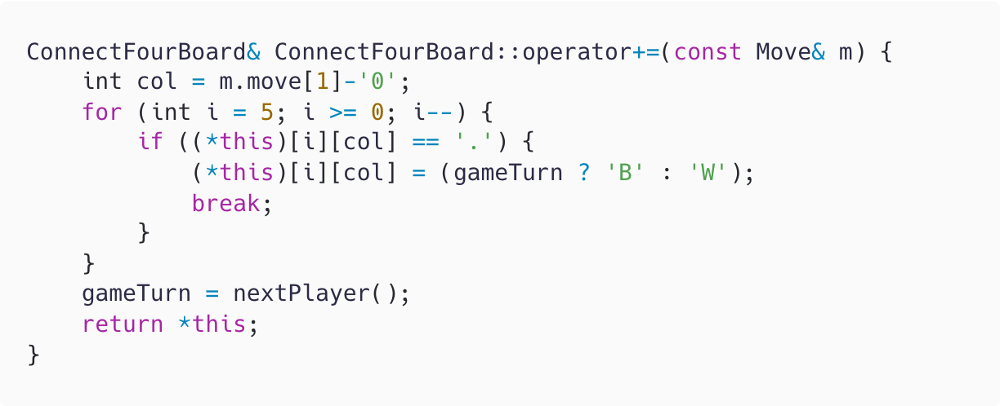 ConnectFourBoard& ConnectFourBoard::operator+=(const Move& m) {
    int col = m.move[1]-'0';
    for (int i = 5; i >= 0; i--) {
        if ((*this)[i][col] == '.') {
            (*this)[i][col] = (gameTurn ? 'B' : 'W');
            break;
        }
    }
    gameTurn = nextPlayer();
    return *this;
}